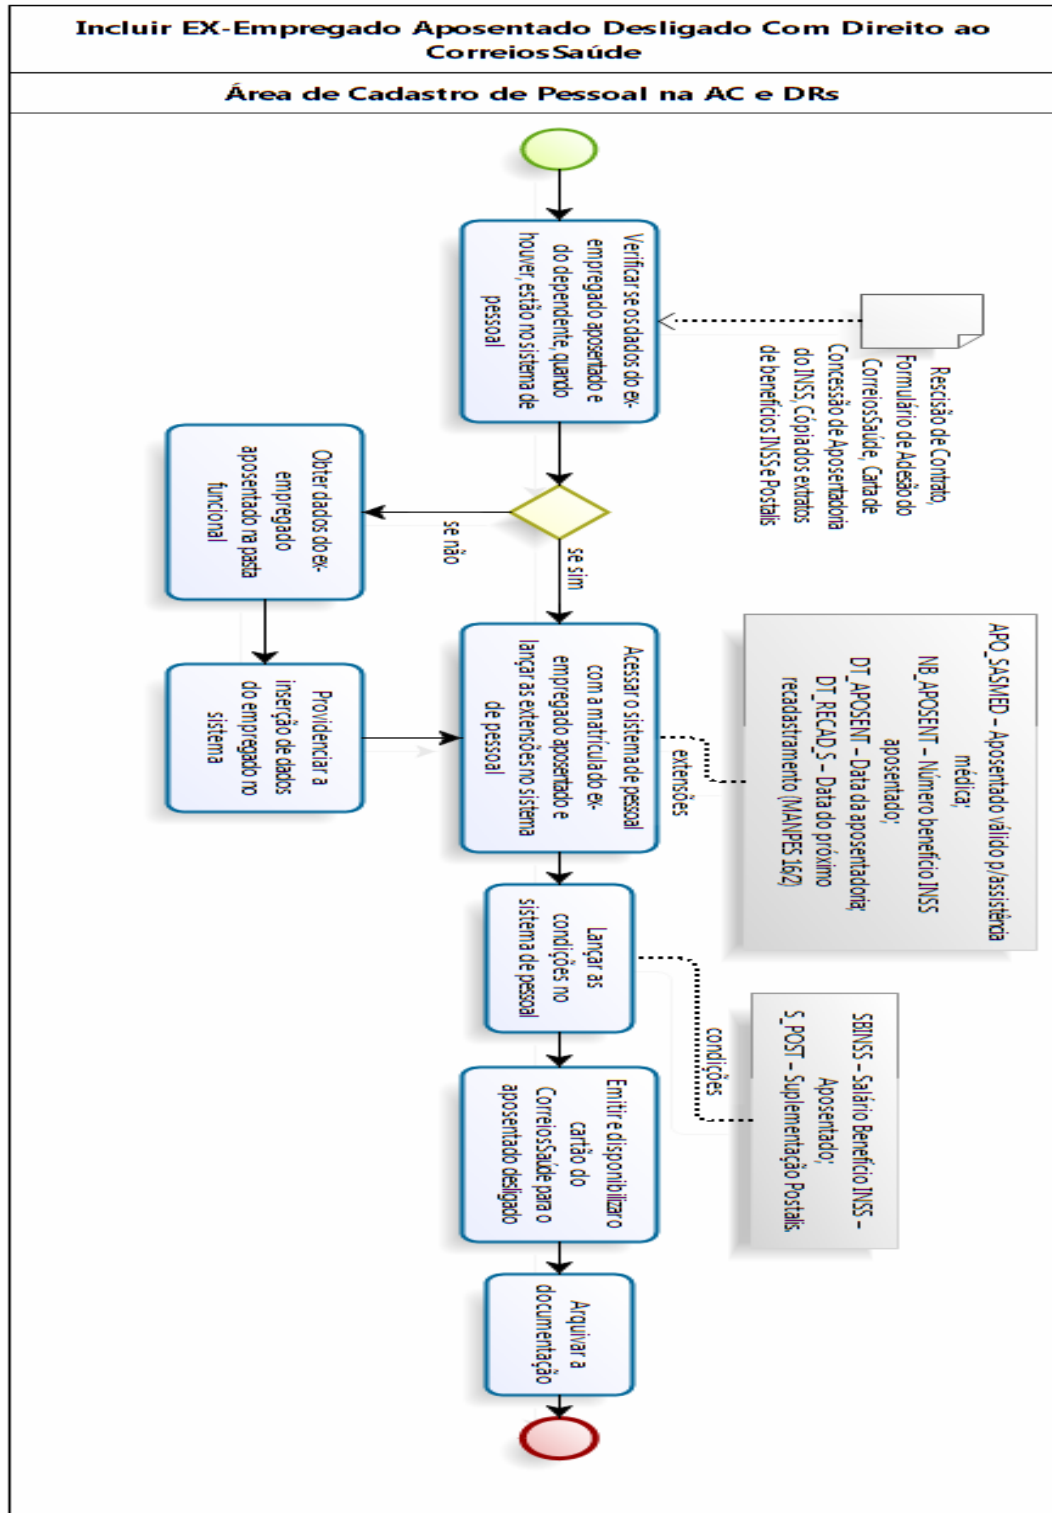 Incluir EX-Empregado Aposentado Desligado Com Direito ao
CorreiosSaúde
Área de Cadastro de Pessoal na AC e DRs
Rescisão de Contrato,
Formulário de Adesão do
CorreiosSaúde, Carta de
Concessão de Aposentadoria
do INSS, Cópia dos extratos
de benefícios INSS e Postalis
Verificar se os dados do ex-
empregado aposentado e
do dependente, quando
houver, estão no sistema de
pessoal
se sim
se não
Obter dados do ex-
empregado
aposentado na pasta
funcional
Providenciar a
inserção de dados
do empregado no
sistema
APO_SASMED – Aposentado válido p/assistência
médica;
NB_APOSENT – Número benefício INSS
aposentado;
DT_APOSENT – Data da aposentadoria;
DT_RECAD_S – Data do próximo
recadastramento (MANPES 16/2)
extensões
Acessar o sistema de pessoal
com a matrícula do ex-
empregado aposentado e
lançar as extensões no sistema
de pessoal
SBINSS – Salário Benefício INSS –
Aposentado;
S_POST – Suplementação Postalis.
condições
Lançar as
condições no
sistema de pessoal
Emitir e disponibilizar o
cartão do
CorreiosSaúde para o
aposentado desligado
Arquivar a
documentação